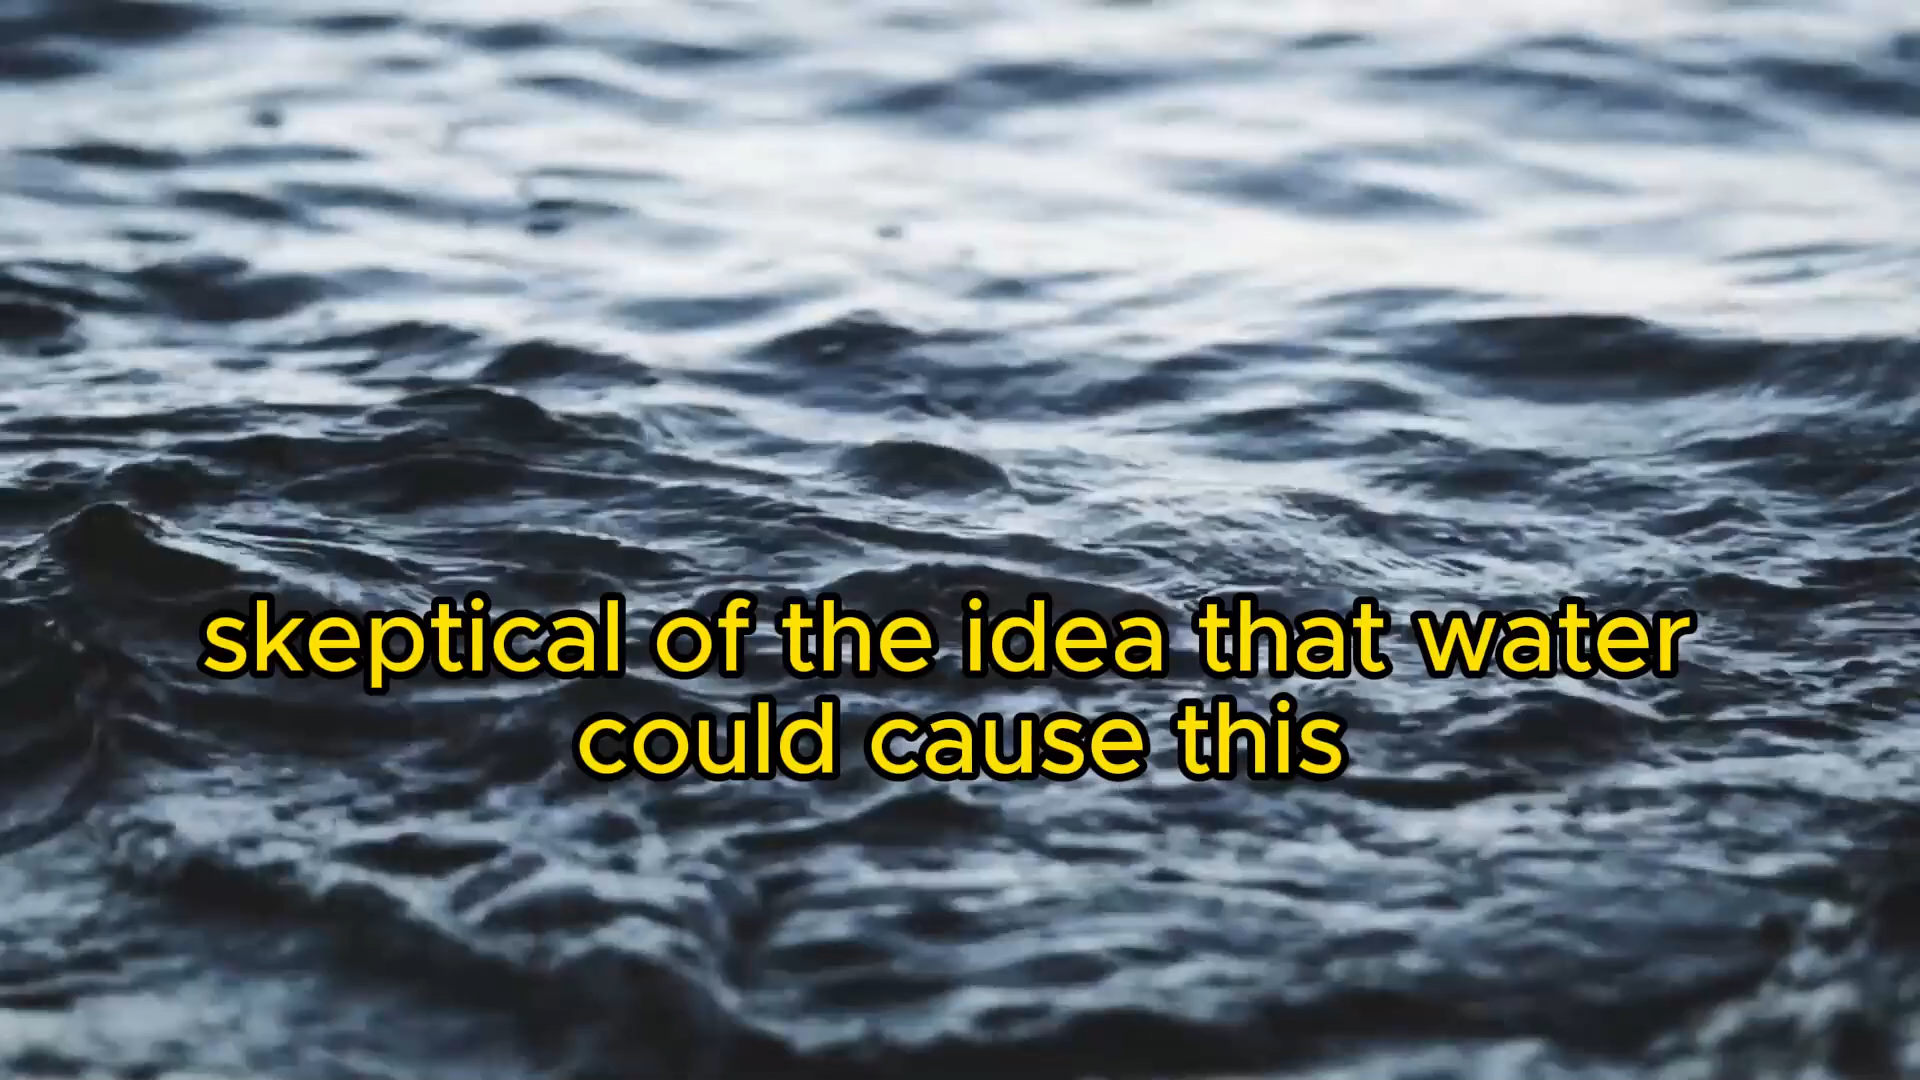 skeptical of the idea that water
could cause this